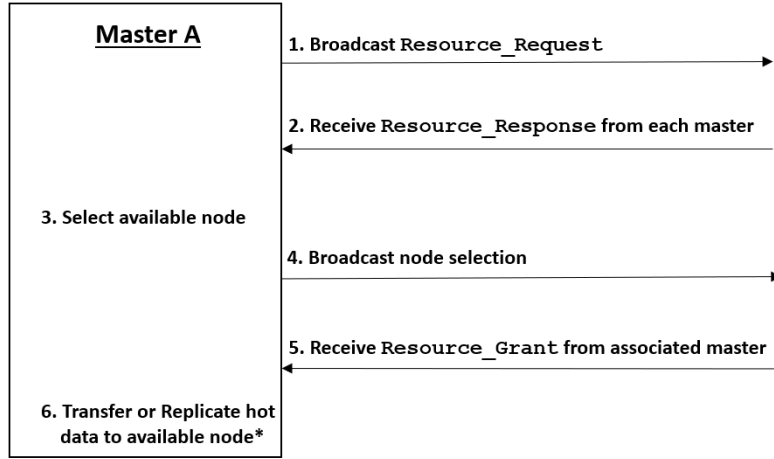 Master A
1. Broadcast Resource_Request
2. Receive Resource_Response from each master
3. Select available node
4. Broadcast node selection
5. Receive Resource_Grant from associated master
6. Transfer or Replicate hot
data to available node*